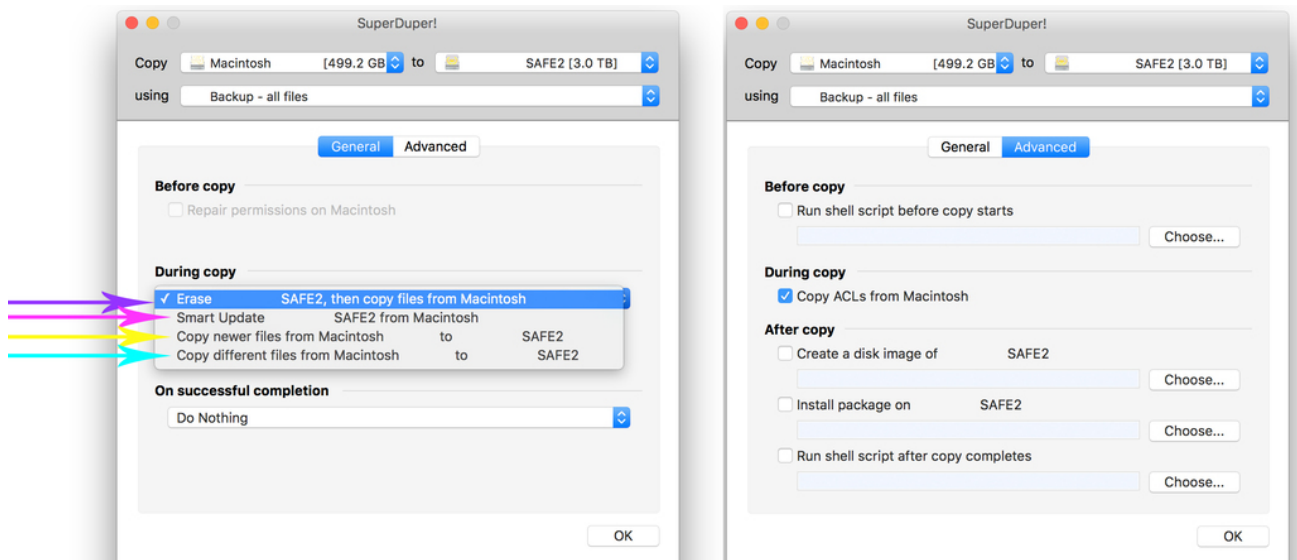 SuperDuper!
Copy Macintosh [499.2 GB to SAFE2 [3.0 TB]
using Backup - all files
General Advanced
Before copy
Repair permissions on Macintosh
During copy
✓ Erase SAFE2, then copy files from Macintosh
Smart Update SAFE2 from Macintosh
Copy newer files from Macintosh to SAFE2
Copy different files from Macintosh to SAFE2
On successful completion
Do Nothing
OK
SuperDuper!
Copy Macintosh [499.2 GB to SAFE2 [3.0 TB]
using Backup - all files
General Advanced
Before copy
Run shell script before copy starts
Choose...
During copy
Copy ACLs from Macintosh
After copy
Create a disk image of SAFE2
Choose...
Install package on SAFE2
Choose...
Run shell script after copy completes
Choose...
OK